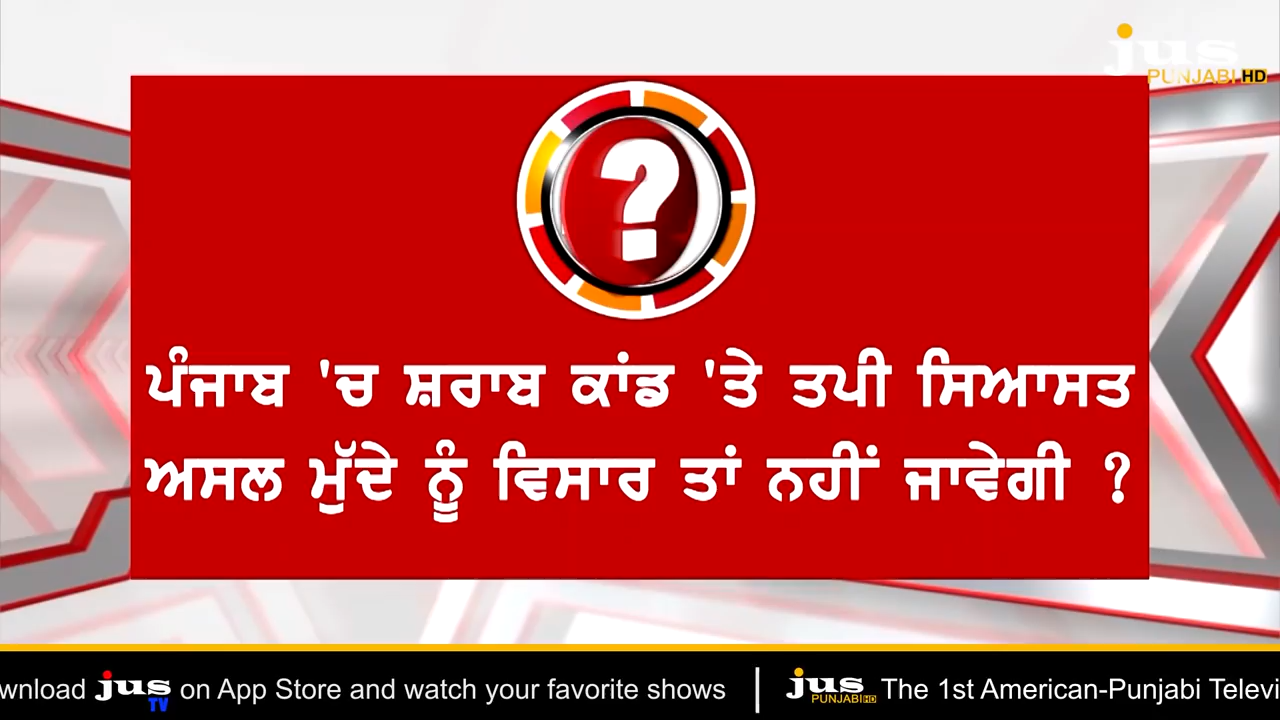 jus
PUNJABI HD
?
ਪੰਜਾਬ 'ਚ ਸ਼ਰਾਬ ਕਾਂਡ 'ਤੇ ਤਪੀ ਸਿਆਸਤ
ਅਸਲ ਮੁੱਦੇ ਨੂੰ ਵਿਸਾਰ ਤਾਂ ਨਹੀਂ ਜਾਵੇਗੀ ?
wnload jus TV on App Store and watch your favorite shows | jus PUNJABI HD The 1st American-Punjabi Televi